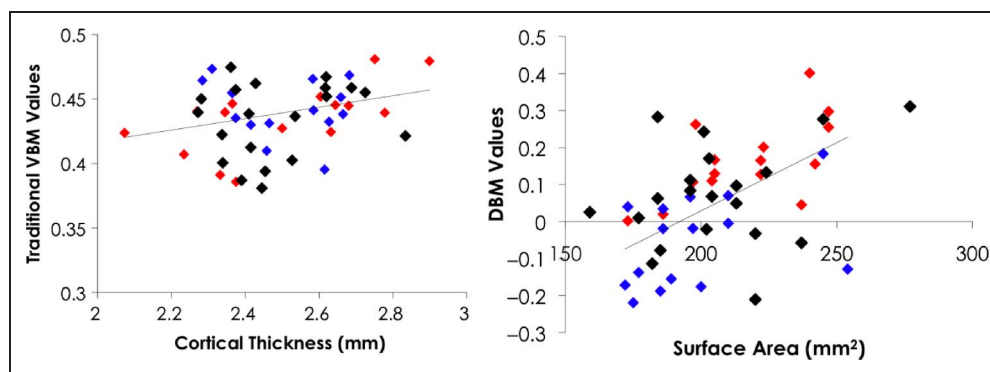 Traditional VBM Values
0.5
0.45
0.4
0.35
0.3
2 2.2 2.4 2.6 2.8 3
Cortical Thickness (mm)
DBM Values
0.5
0.4
0.3
0.2
0.1
0
–0.1
–0.2
–0.3
150 200 250 300
Surface Area (mm²)